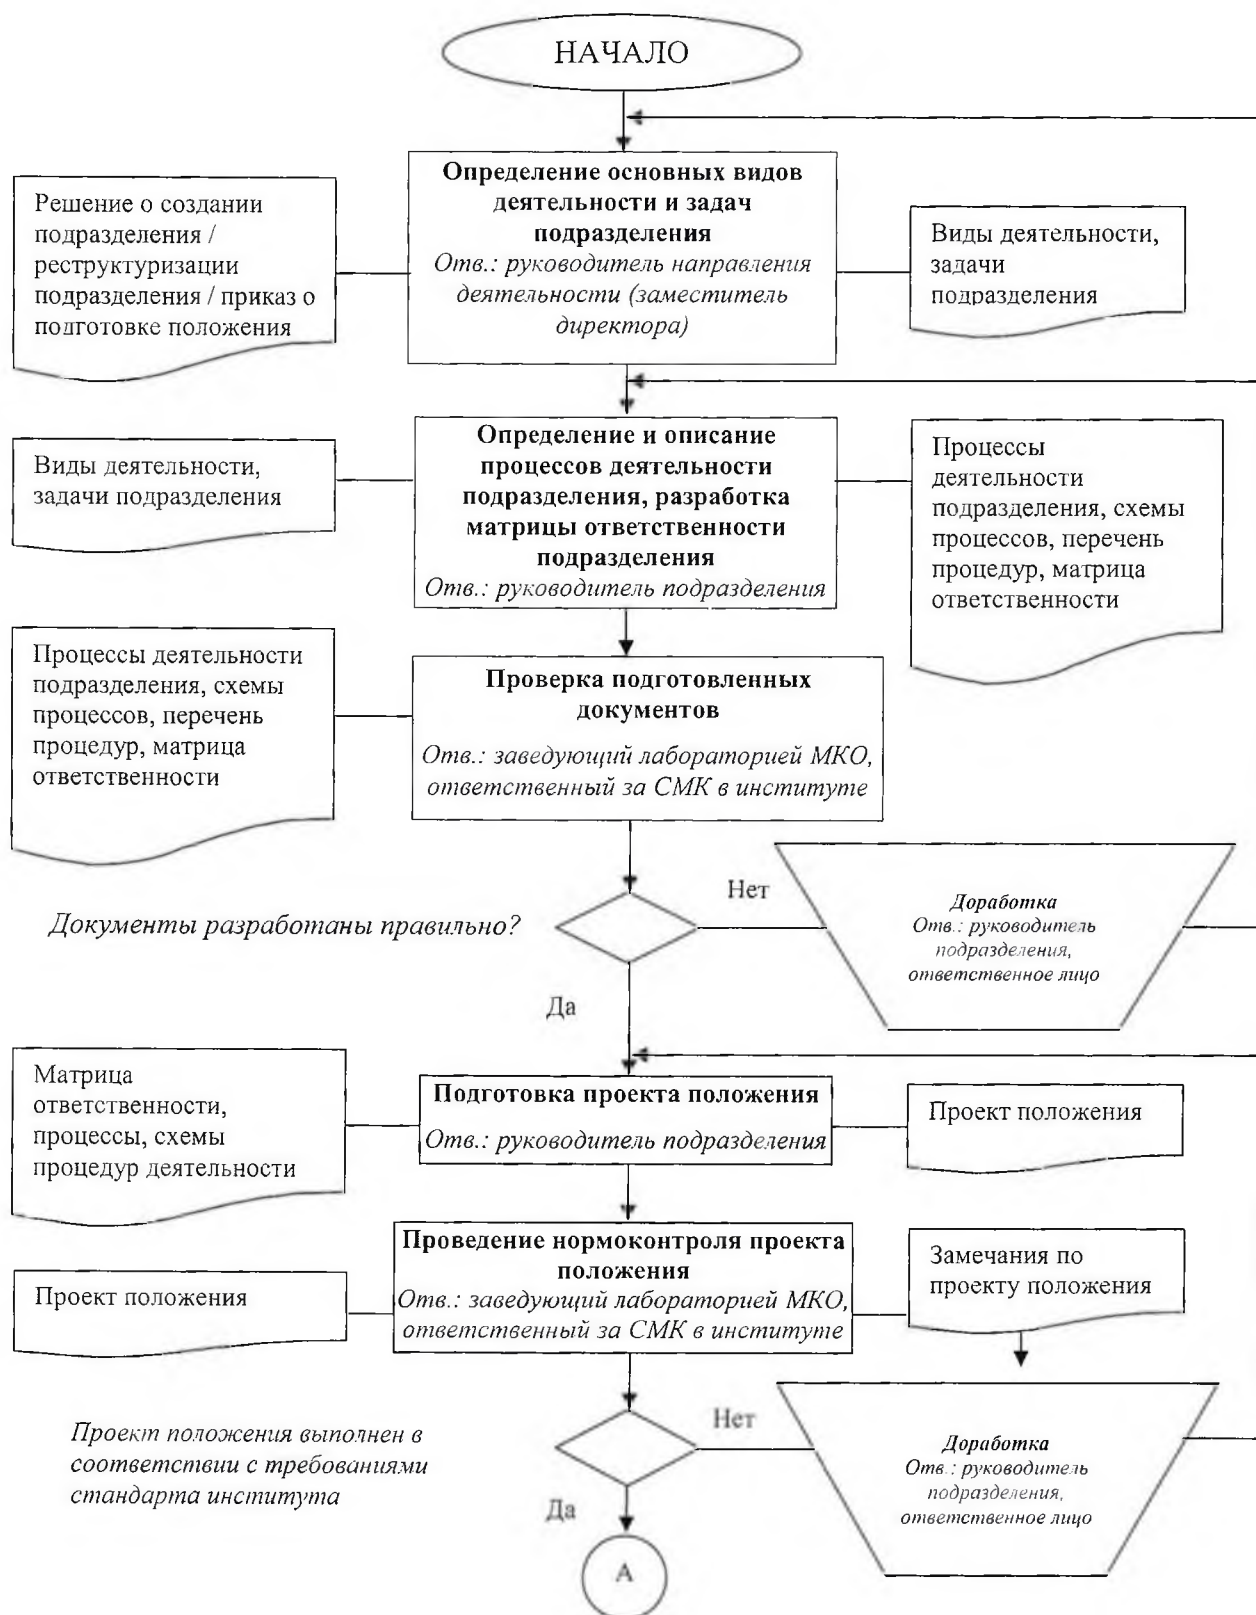 НАЧАЛО
Определение основных видов
деятельности и задач
подразделения
Отв.: руководитель направления
деятельности (заместитель
директора)
Решение о создании
подразделения /
реструктуризации
подразделения / приказ о
подготовке положения
Виды деятельности,
задачи
подразделения
Определение и описание
процессов деятельности
подразделения, разработка
матрицы ответственности
подразделения
Отв.: руководитель подразделения
Виды деятельности,
задачи подразделения
Процессы
деятельности
подразделения, схемы
процессов, перечень
процедур, матрица
ответственности
Процессы деятельности
подразделения, схемы
процессов, перечень
процедур, матрица
ответственности
Проверка подготовленных
документов
Отв.: заведующий лабораторией МКО,
ответственный за СМК в институте
Документы разработаны правильно?
Нет
Доработка
Отв.: руководитель
подразделения,
ответственное лицо
Да
Матрица
ответственности,
процессы, схемы
процедур деятельности
Подготовка проекта положения
Отв.: руководитель подразделения
Проект положения
Проведение нормоконтроля проекта
положения
Отв.: заведующий лабораторией МКО,
ответственный за СМК в институте
Проект положения
Замечания по
проекту положения
Проект положения выполнен в
соответствии с требованиями
стандарта института
Нет
Доработка
Отв.: руководитель
подразделения,
ответственное лицо
Да
А